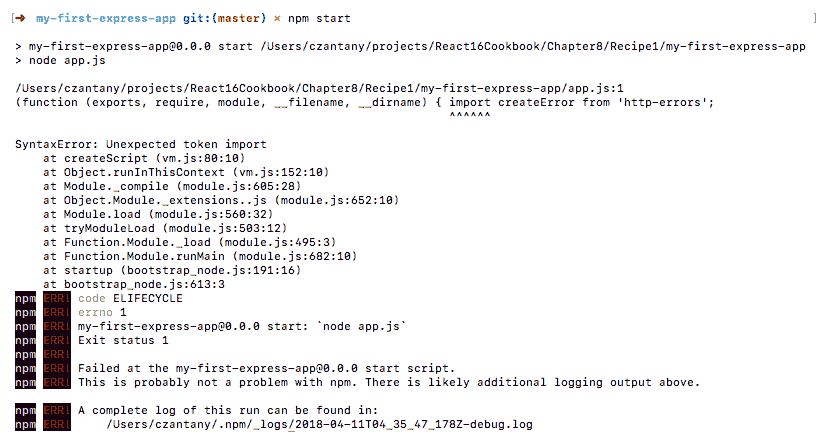 [➜  my-first-express-app git:(master) × npm start ]
> my-first-express-app@0.0.0 start /Users/czantany/projects/React16Cookbook/Chapter8/Recipe1/my-first-express-app
> node app.js
/Users/czantany/projects/React16Cookbook/Chapter8/Recipe1/my-first-express-app/app.js:1
(function (exports, require, module, __filename, __dirname) { import createError from 'http-errors';
^^^^^^
SyntaxError: Unexpected token import
    at createScript (vm.js:80:10)
    at Object.runInThisContext (vm.js:152:10)
    at Module._compile (module.js:605:28)
    at Object.Module._extensions..js (module.js:652:10)
    at Module.load (module.js:560:32)
    at tryModuleLoad (module.js:503:12)
    at Function.Module._load (module.js:495:3)
    at Function.Module.runMain (module.js:682:10)
    at startup (bootstrap_node.js:191:16)
    at bootstrap_node.js:613:3
npm ERR! code ELIFECYCLE
npm ERR! errno 1
npm ERR! my-first-express-app@0.0.0 start: `node app.js`
npm ERR! Exit status 1
npm ERR!
npm ERR! Failed at the my-first-express-app@0.0.0 start script.
npm ERR! This is probably not a problem with npm. There is likely additional logging output above.
npm ERR! A complete log of this run can be found in:
npm ERR!     /Users/czantany/.npm/_logs/2018-04-11T04_35_47_178Z-debug.log